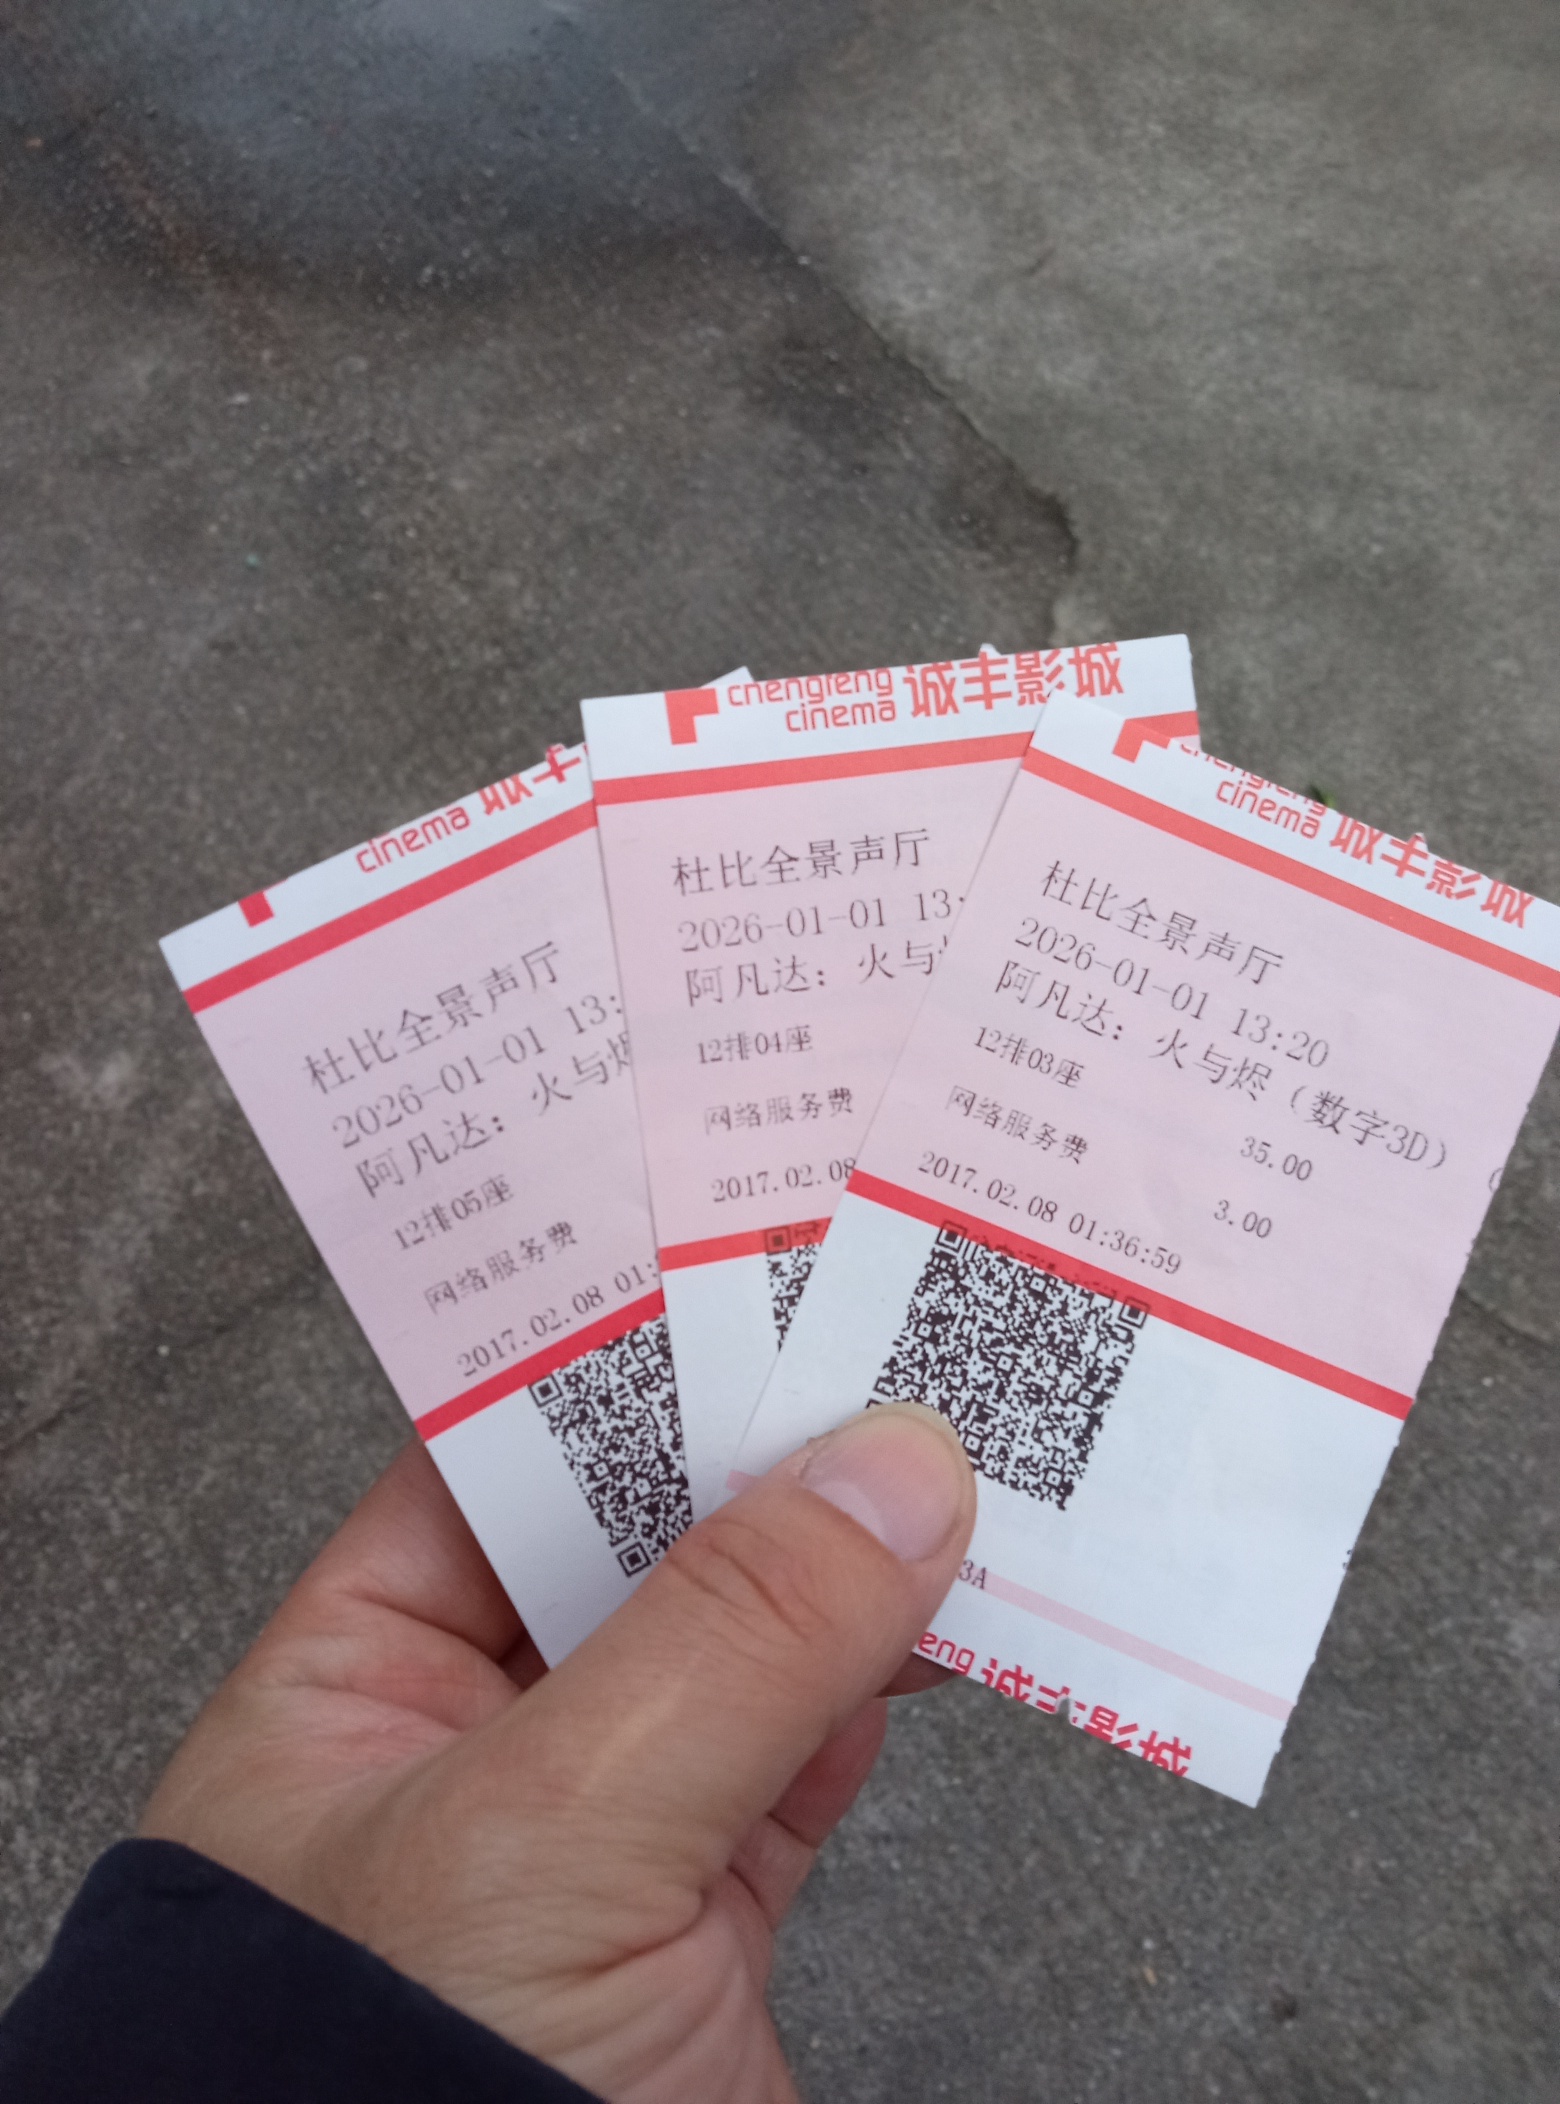 cinema
杜比全景声厅
2026-01-01 13:
阿凡达：火与烬
12排05座
网络服务费
2017.02.08 01:
chengfeng
cinema 诚丰影城
杜比全景声厅
2026-01-01 13:
阿凡达：火与
12排04座
网络服务费
2017.02.08
chengfeng
cinema 诚丰影城
杜比全景声厅
2026-01-01 13:20
阿凡达：火与烬（数字3D）
12排03座 35.00
网络服务费 3.00
2017.02.08 01:36:59
3A
eng